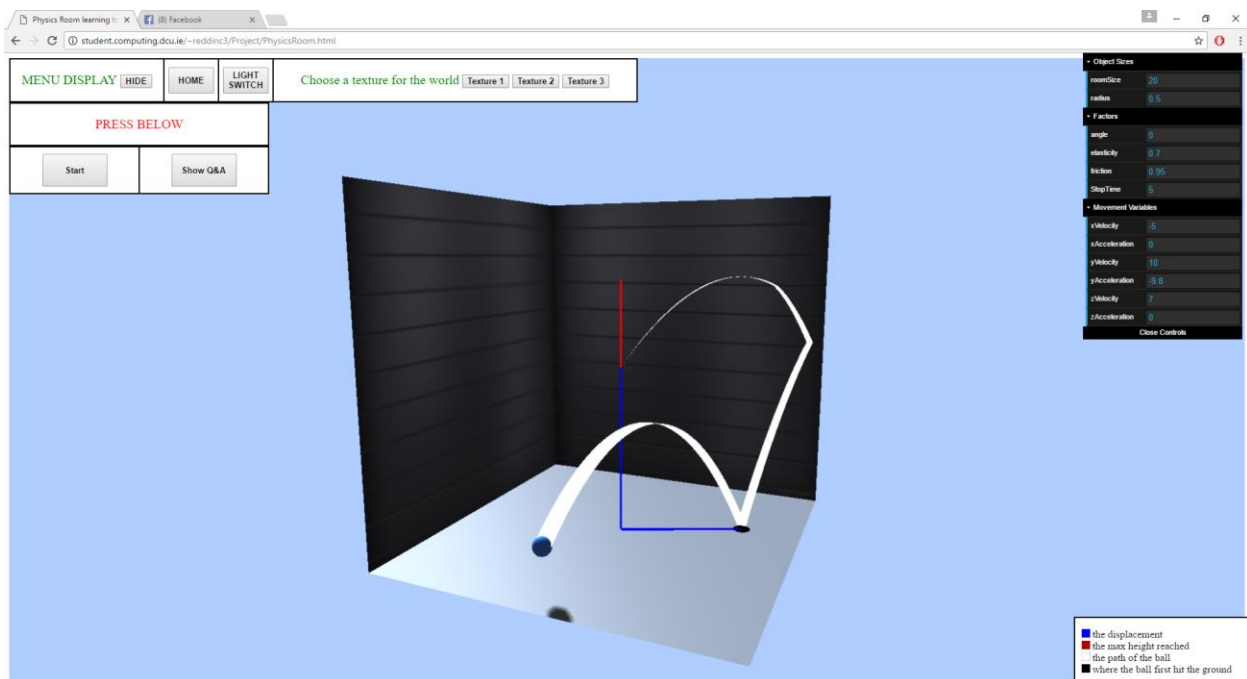 Physics Room learning to
(8) Facebook
student.computing.dcu.ie/~reddinc3/Project/PhysicsRoom.html
MENU DISPLAY HIDE HOME LIGHT SWITCH Choose a texture for the world Texture 1 Texture 2 Texture 3
PRESS BELOW
Start Show Q&A
Object Sizes
roomSize 20
radius 0.5
Factors
angle 0
elasticity 0.7
friction 0.95
StopTime 5
Movement Variables
xVelocity -5
xAcceleration 0
yVelocity 10
yAcceleration -9.8
zVelocity 7
zAcceleration 0
Close Controls
the displacement
the max height reached
the path of the ball
where the ball first hit the ground